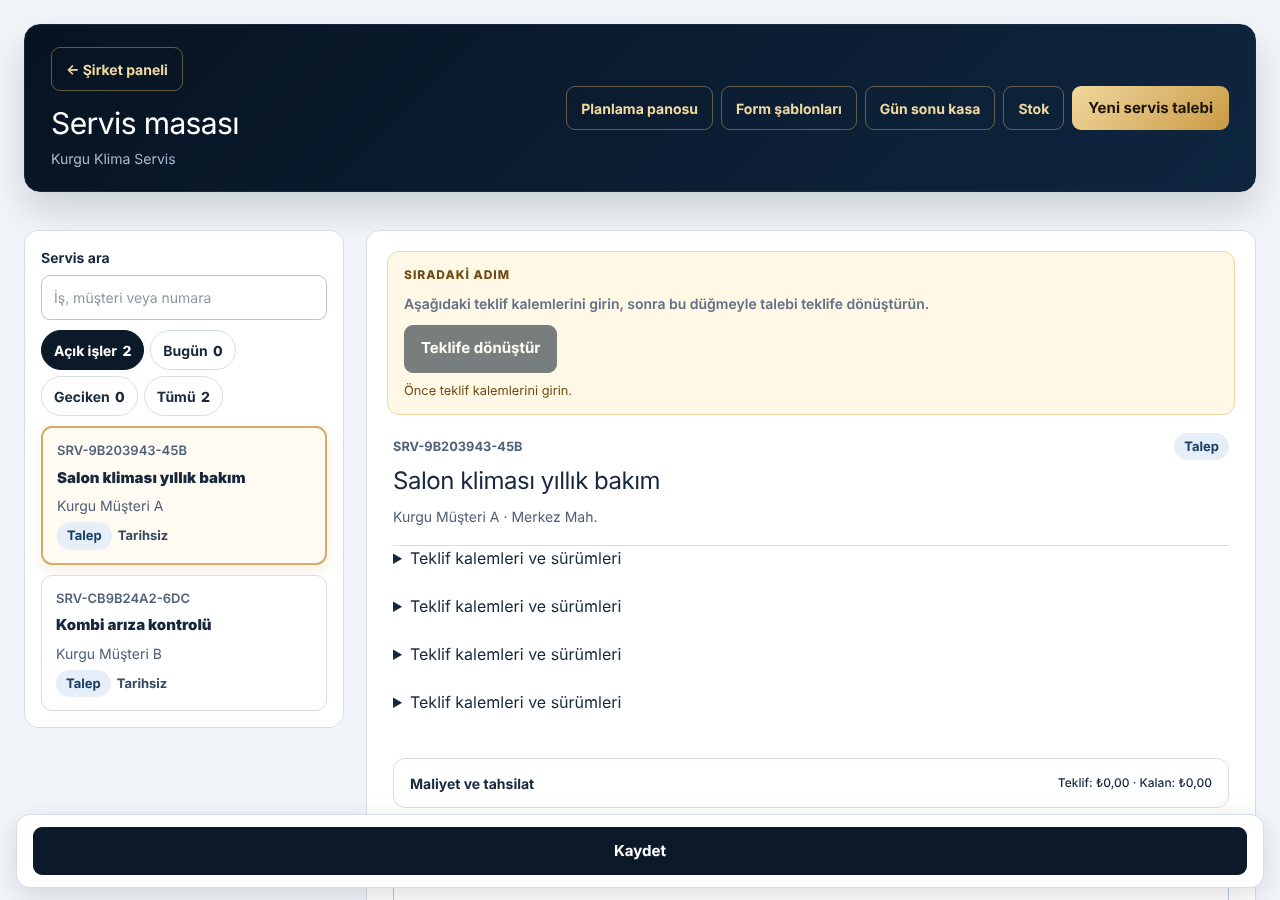 ← Şirket paneli
Servis masası
Kurgu Klima Servis
Planlama panosu
Form şablonları
Gün sonu kasa
Stok
Yeni servis talebi
Servis ara
İş, müşteri veya numara
Açık işler 2
Bugün 0
Geciken 0
Tümü 2
SRV-9B203943-45B
Salon kliması yıllık bakım
Kurgu Müşteri A
Talep Tarihsiz
SRV-CB9B24A2-6DC
Kombi arıza kontrolü
Kurgu Müşteri B
Talep Tarihsiz
SIRADAKİ ADIM
Aşağıdaki teklif kalemlerini girin, sonra bu düğmeyle talebi teklife dönüştürün.
Teklife dönüştür
Önce teklif kalemlerini girin.
SRV-9B203943-45B
Talep
Salon kliması yıllık bakım
Kurgu Müşteri A · Merkez Mah.
Teklif kalemleri ve sürümleri
Teklif kalemleri ve sürümleri
Teklif kalemleri ve sürümleri
Teklif kalemleri ve sürümleri
Maliyet ve tahsilat
Teklif: ₺0,00 · Kalan: ₺0,00
Kaydet